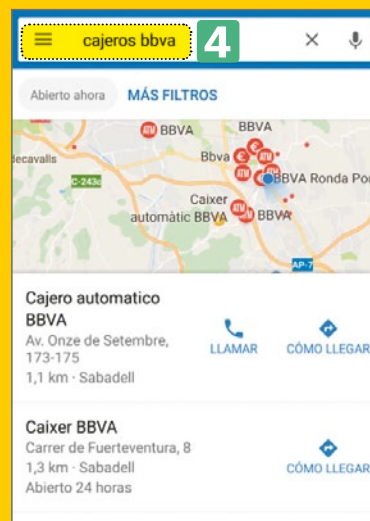 cajeros bbva 4
Abierto ahora MÁS FILTROS
BBVA
BBVA
lecavalls
Bbva
C-243c
BBVA Ronda Por
Caixer
automàtic BBVA
BBVA
AP-7
Cajero automatico
BBVA
Av. Onze de Setembre,
173-175
1,1 km · Sabadell
LLAMAR
CÓMO LLEGAR
Caixer BBVA
Carrer de Fuerteventura, 8
1,3 km · Sabadell
Abierto 24 horas
CÓMO LLEGAR